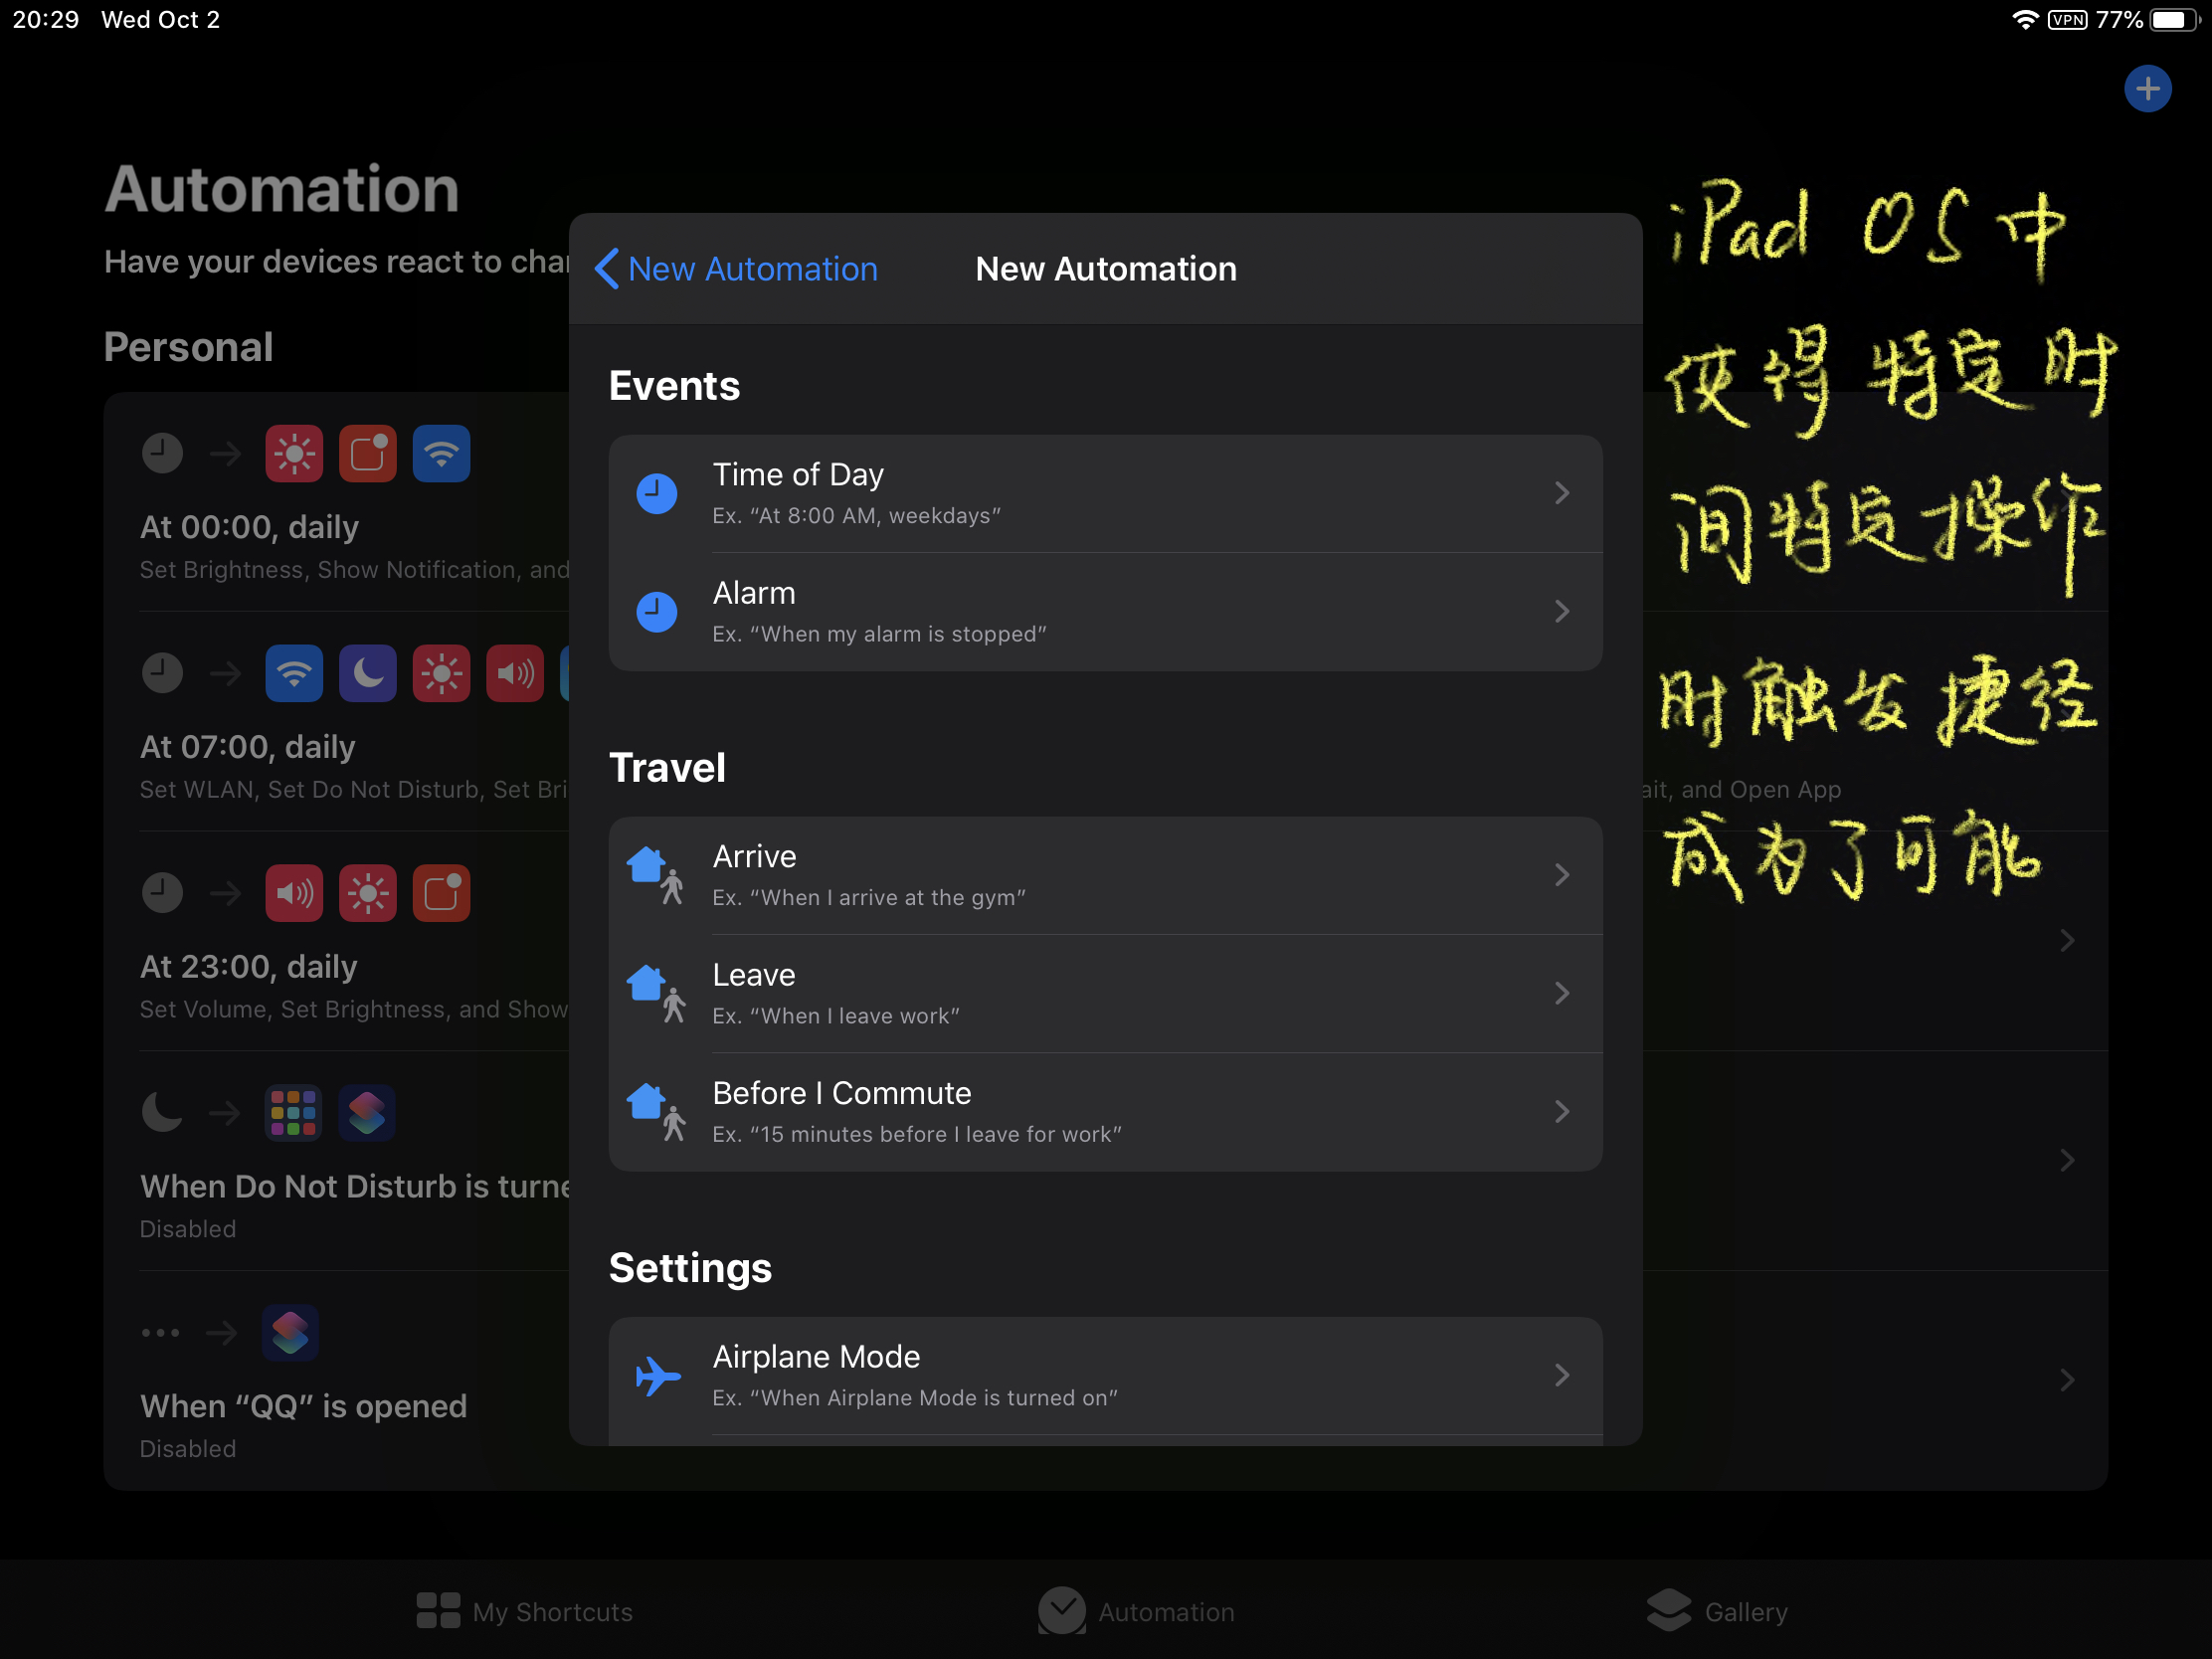 20:29 Wed Oct 2
VPN 77%
Automation
Have your devices react to
Personal
At 00:00, daily
Set Brightness, Show Notification, and
At 07:00, daily
Set WLAN, Set Do Not Disturb, Set
At 23:00, daily
Set Volume, Set Brightness, and Show
When Do Not Disturb is
Disabled
When “QQ” is opened
Disabled
New Automation New Automation
Events
Time of Day
Ex. “At 8:00 AM, weekdays”
Alarm
Ex. “When my alarm is stopped”
Travel
Arrive
Ex. “When I arrive at the gym”
Leave
Ex. “When I leave work”
Before I Commute
Ex. “15 minutes before I leave for work”
Settings
Airplane Mode
Ex. “When Airplane Mode is turned on”
iPad OS中
使得特定时
间特定操作
时触发捷径
and Open App
成为了可能
My Shortcuts Automation Gallery